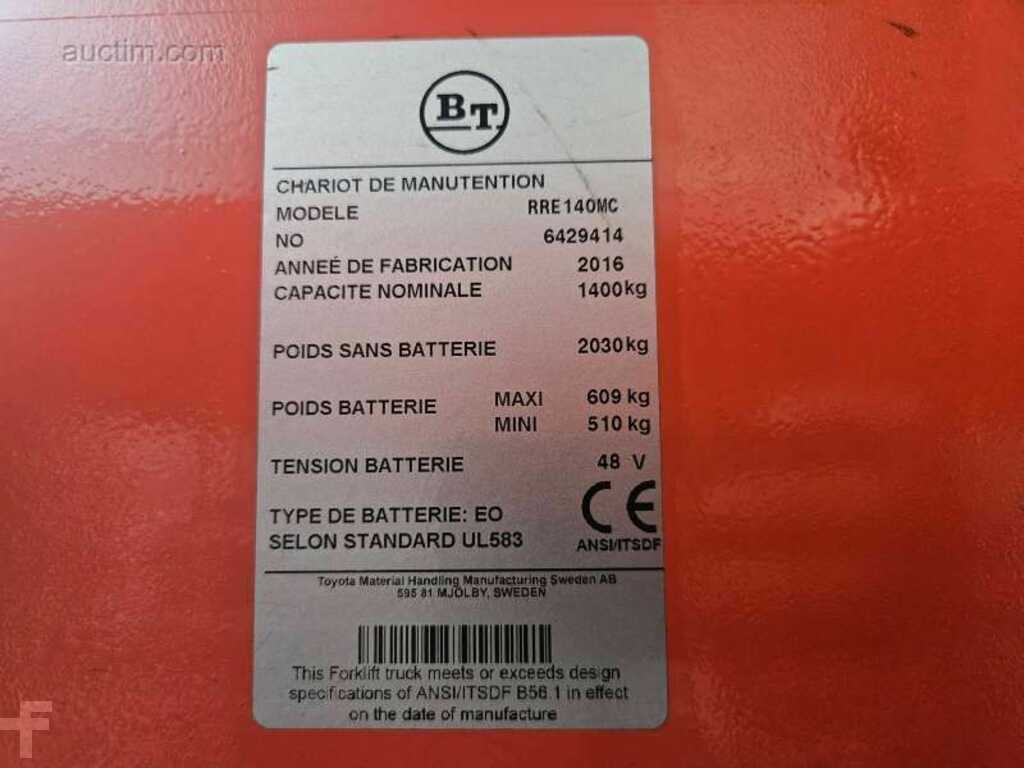 auctim.com
BT
CHARIOT DE MANUTENTION
MODELE RRE140MC
NO 6429414
ANNEÉ DE FABRICATION 2016
CAPACITE NOMINALE 1400kg
POIDS SANS BATTERIE 2030kg
POIDS BATTERIE MAXI 609 kg
MINI 510 kg
TENSION BATTERIE 48 V
TYPE DE BATTERIE: EO
SELON STANDARD UL583
CE
ANSI/ITSDF
Toyota Material Handling Manufacturing Sweden AB
595 81 MJÖLBY, SWEDEN
This Forklift truck meets or exceeds design
specifications of ANSI/ITSDF B56.1 in effect
on the date of manufacture
F